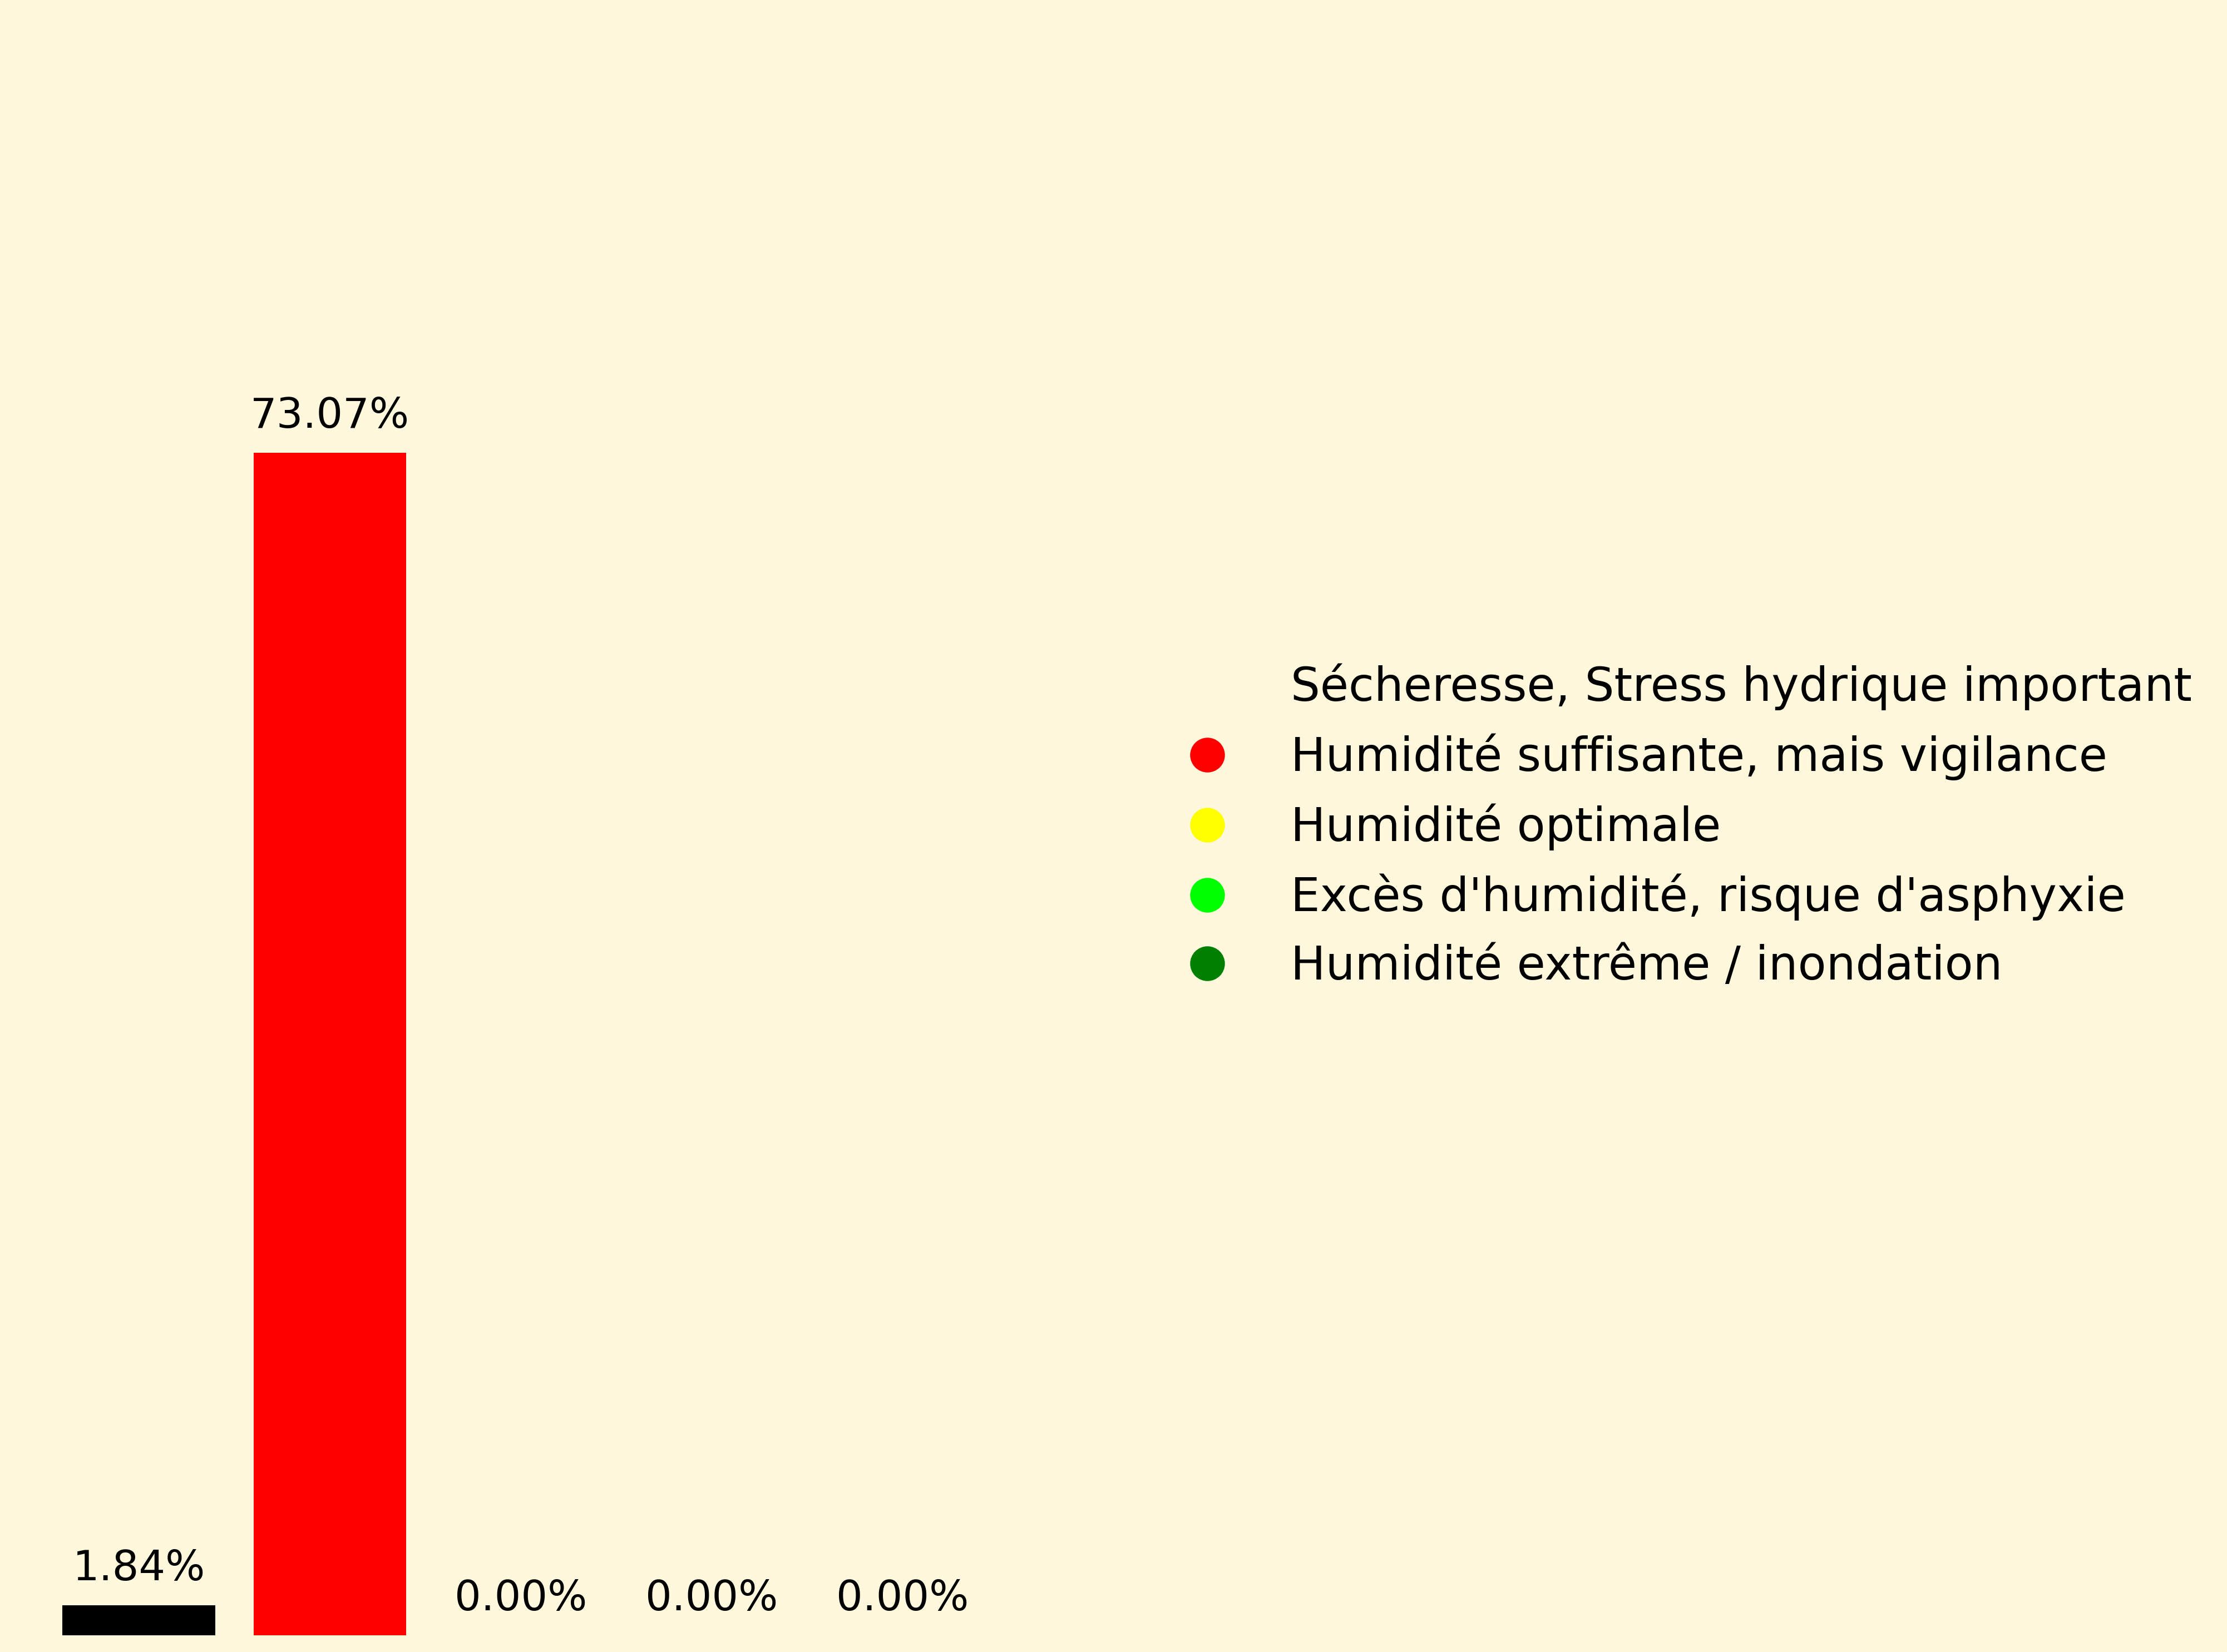 73.07%
1.84%
0.00%
0.00%
0.00%
Sécheresse, Stress hydrique important
Humidité suffisante, mais vigilance
Humidité optimale
Excès d'humidité, risque d'asphyxie
Humidité extrême / inondation